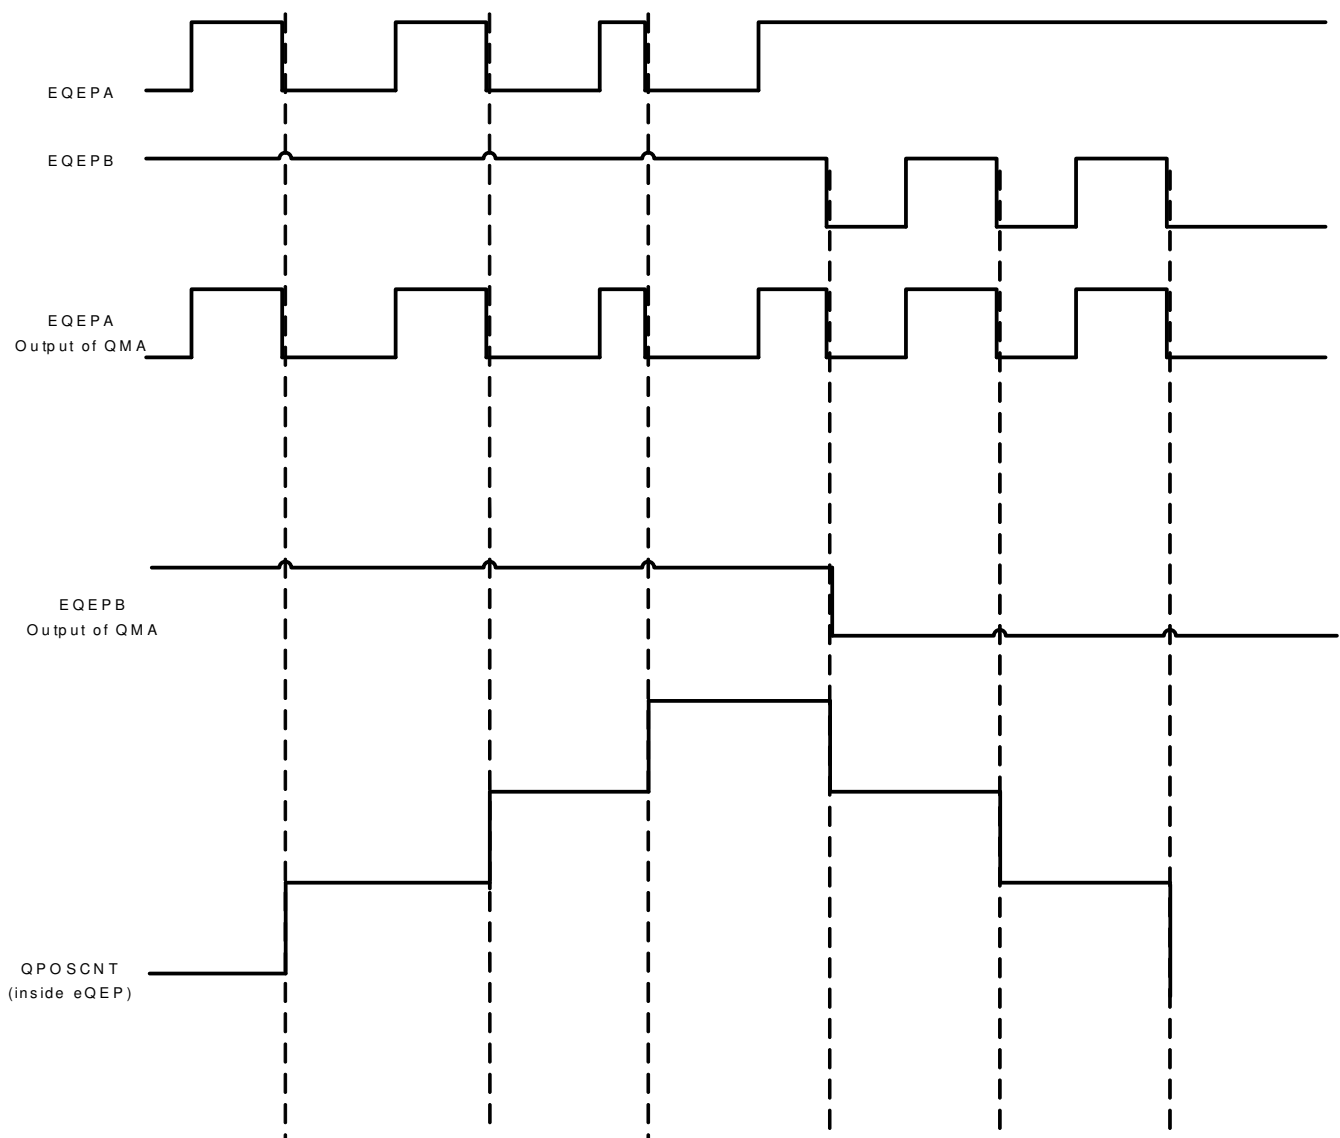 EQEPA
EQEPB
EQEPA
Output of QMA
EQEPB
Output of QMA
QPOSCNT
(inside eQEP)